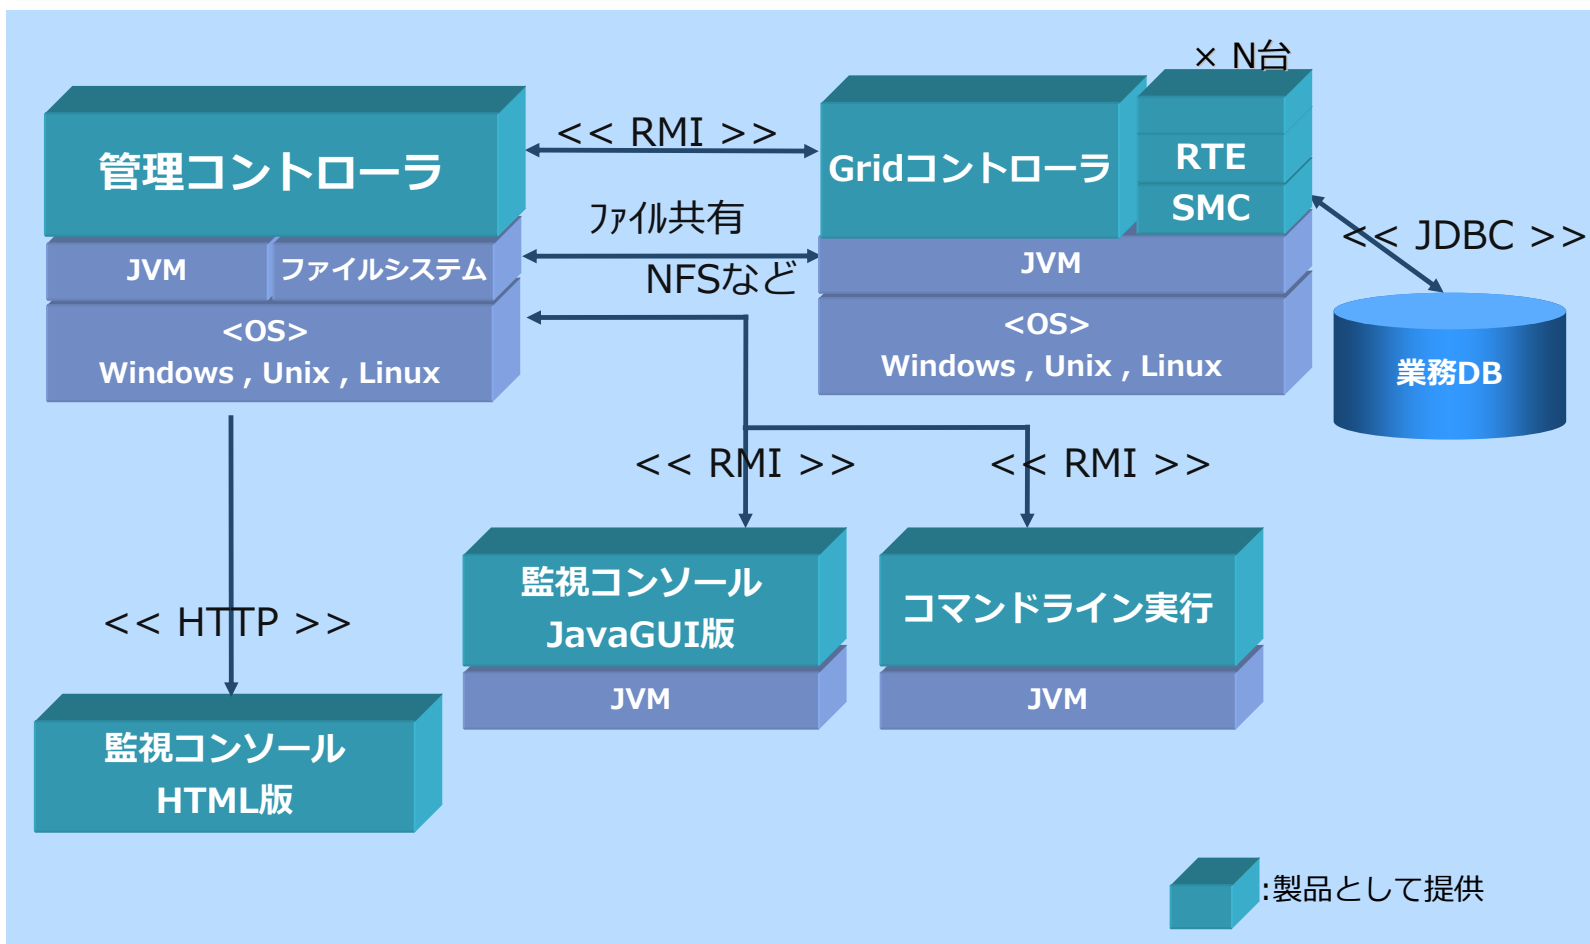 × N台
管理コントローラ
<< RMI >>
Gridコントローラ
RTE
SMC
ﾌｧｲﾙ共有
<< JDBC >>
JVM
ファイルシステム
NFSなど
JVM
<OS>
Windows , Unix , Linux
<OS>
Windows , Unix , Linux
業務DB
<< RMI >>
<< RMI >>
<< HTTP >>
監視コンソール
JavaGUI版
JVM
コマンドライン実行
JVM
監視コンソール
HTML版
:製品として提供